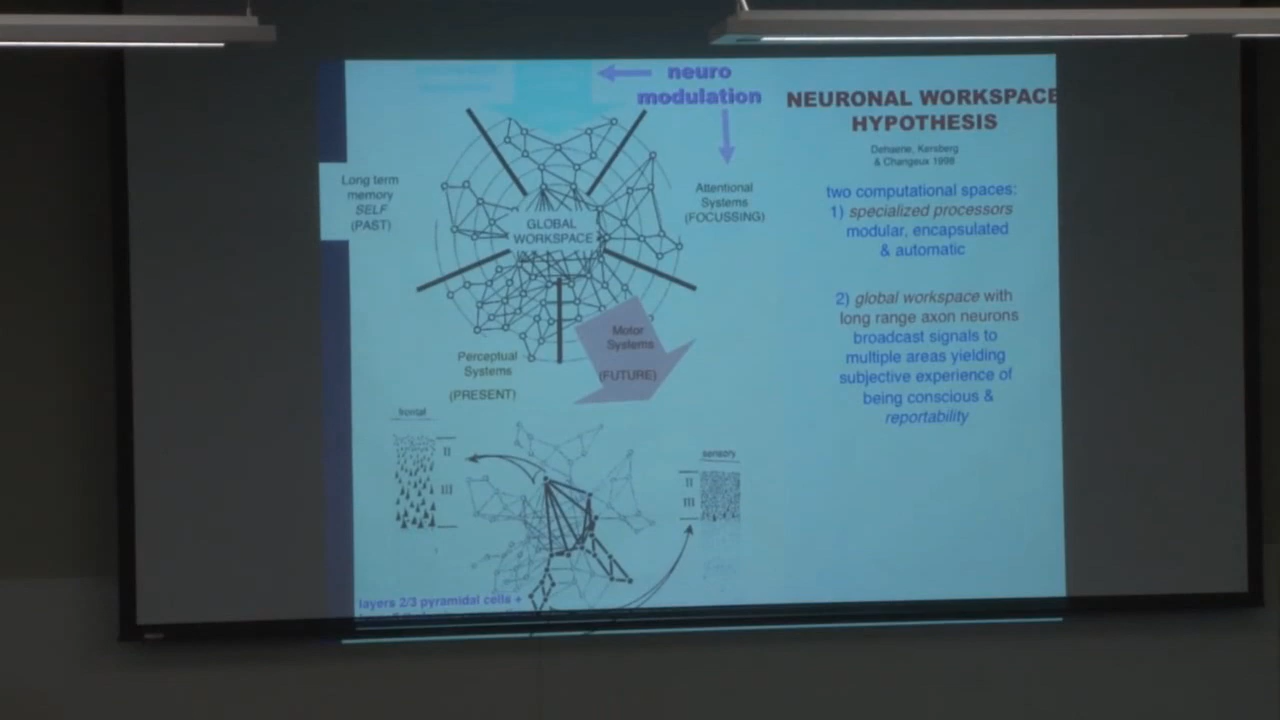 neuro
modulation
NEURONAL WORKSPACE
HYPOTHESIS
Dehaene, Kersberg
& Changeux 1998
Long term
memory
SELF
(PAST)
Attentional
Systems
(FOCUSSING)
GLOBAL
WORKSPACE
two computational spaces:
1) specialized processors
modular, encapsulated
& automatic
2) global workspace with
long range axon neurons
broadcast signals to
multiple areas yielding
subjective experience of
being conscious &
reportability
Motor
Systems
(FUTURE)
Perceptual
Systems
(PRESENT)
frontal
II
III
sensory
II
III
layers 2/3 pyramidal cells +